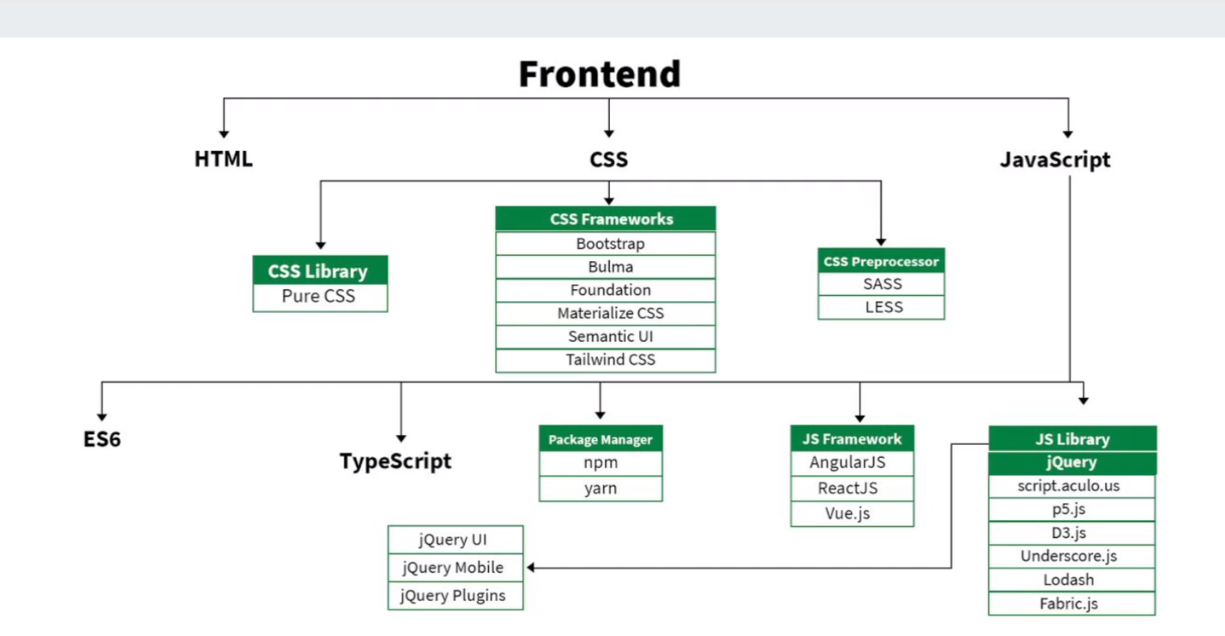 Frontend
HTML
CSS
JavaScript
CSS Library
Pure CSS
CSS Frameworks
Bootstrap
Bulma
Foundation
Materialize CSS
Semantic UI
Tailwind CSS
CSS Preprocessor
SASS
LESS
ES6
TypeScript
Package Manager
npm
yarn
JS Framework
AngularJS
ReactJS
Vue.js
JS Library
jQuery
script.aculo.us
p5.js
D3.js
Underscore.js
Lodash
Fabric.js
jQuery UI
jQuery Mobile
jQuery Plugins